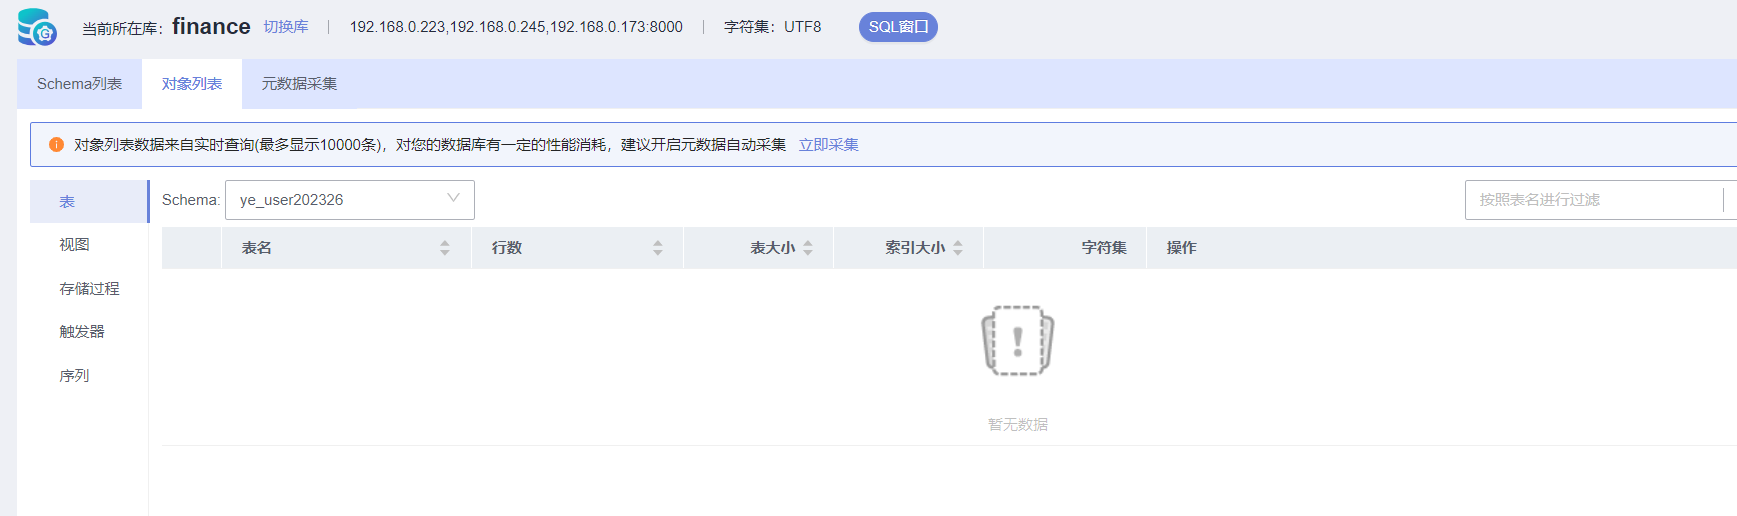 当前所在库：finance 切换库 | 192.168.0.223,192.168.0.245,192.168.0.173:8000 | 字符集：UTF8 SQL窗口
Schema列表 对象列表 元数据采集
对象列表数据来自实时查询(最多显示10000条)，对您的数据库有一定的性能消耗，建议开启元数据自动采集 立即采集
表 Schema: ye_user202326 按照表名进行过滤
视图 表名 行数 表大小 索引大小 字符集 操作
存储过程
触发器
序列
暂无数据